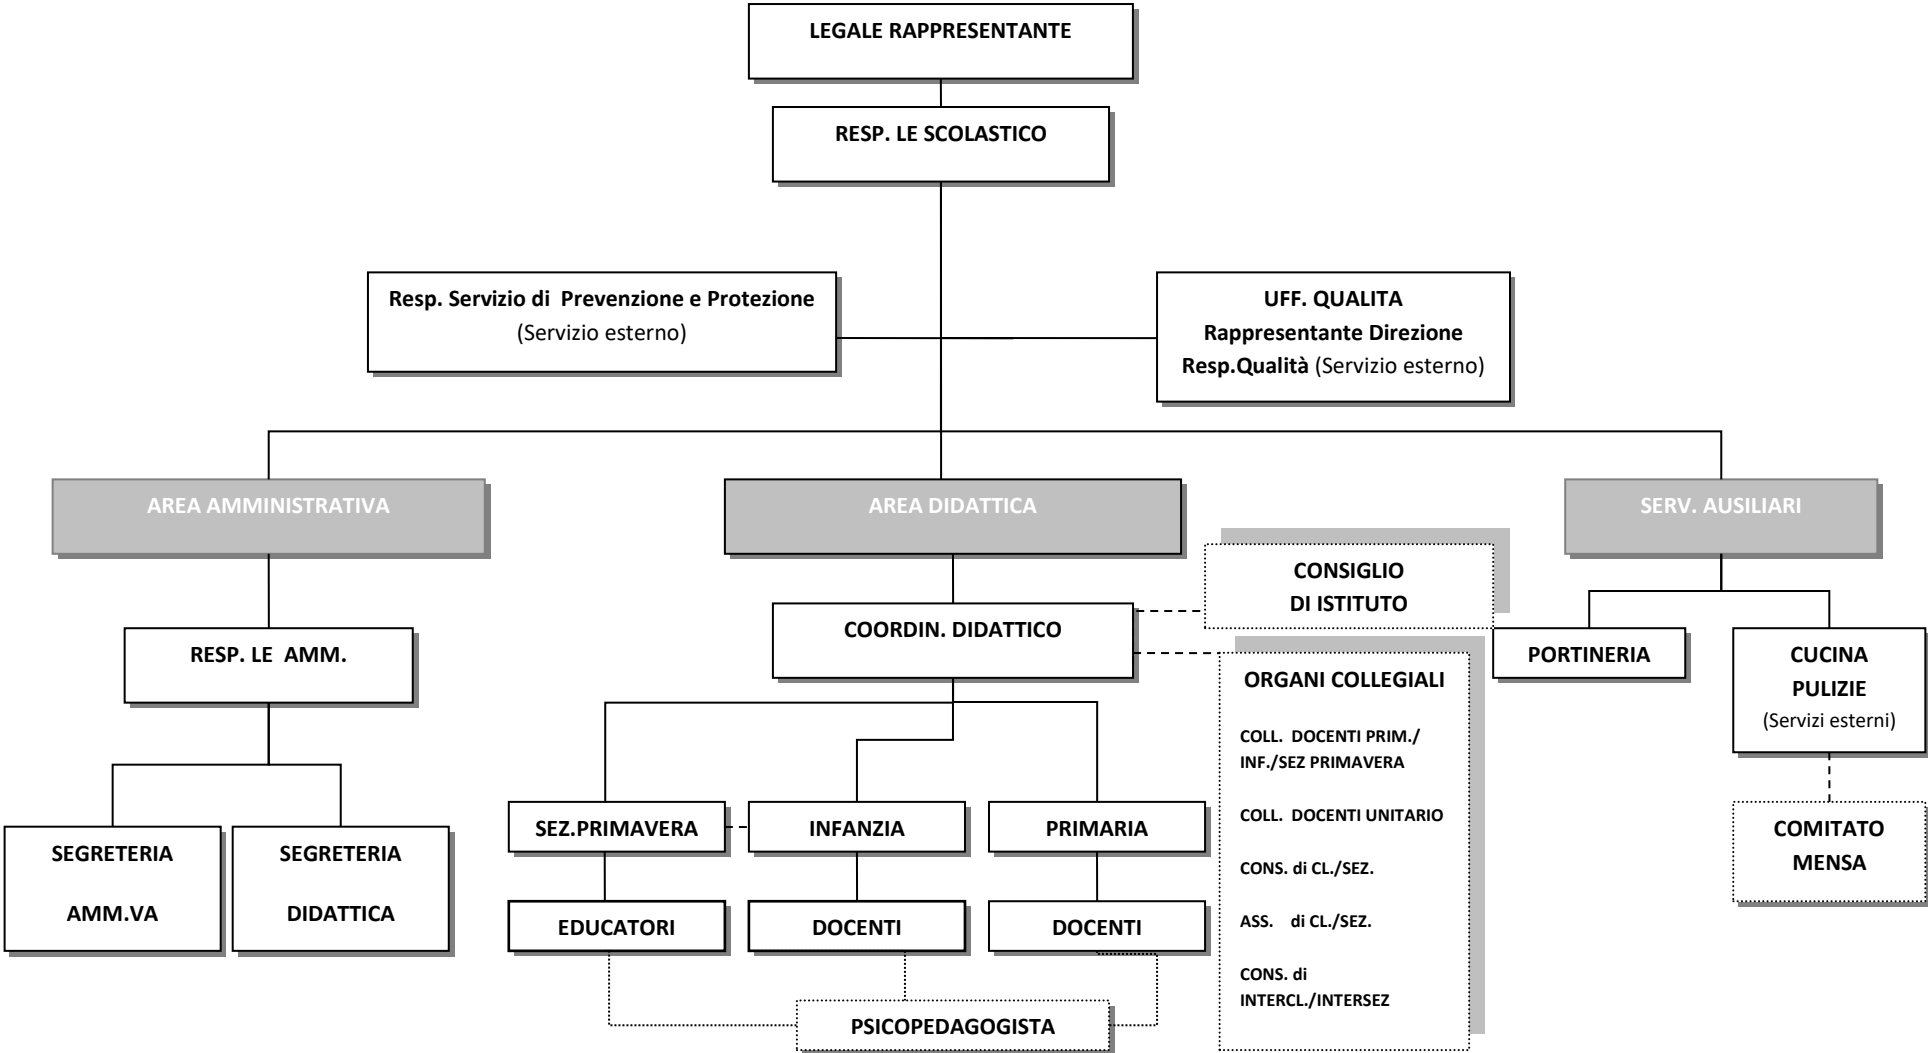 LEGALE RAPPRESENTANTE
RESP. LE SCOLASTICO
Resp. Servizio di Prevenzione e Protezione
(Servizio esterno)
UFF. QUALITA
Rappresentante Direzione
Resp.Qualità (Servizio esterno)
AREA AMMINISTRATIVA
AREA DIDATTICA
SERV. AUSILIARI
CONSIGLIO
DI ISTITUTO
COORDIN. DIDATTICO
RESP. LE AMM.
PORTINERIA
CUCINA
PULIZIE
(Servizi esterni)
ORGANI COLLEGIALI
COLL. DOCENTI PRIM./
INF./SEZ PRIMAVERA
COLL. DOCENTI UNITARIO
CONS. di CL./SEZ.
ASS. di CL./SEZ.
CONS. di
INTERCL./INTERSEZ
SEZ.PRIMAVERA
INFANZIA
PRIMARIA
COMITATO
MENSA
SEGRETERIA
AMM.VA
SEGRETERIA
DIDATTICA
EDUCATORI
DOCENTI
DOCENTI
PSICOPEDAGOGISTA